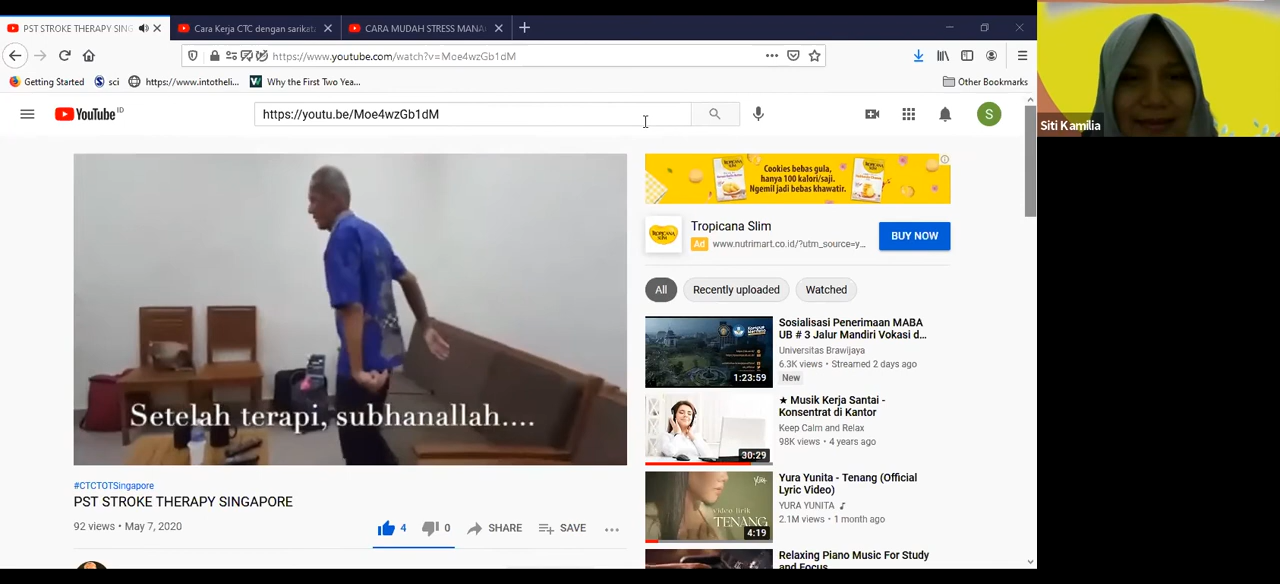 PST STROKE THERAPY SING
Cara Kerja CTC dengan sarikata
CARA MUDAH STRESS MANA
https://www.youtube.com/watch?v=Moe4wzGb1dM
Getting Started
sci
https://www.intotheli...
Why the First Two Yea...
Other Bookmarks
YouTube ID
https://youtu.be/Moe4wzGb1dM
S
Siti Kamilia
Setelah terapi, subhanallah....
#CTCTOTSingapore
PST STROKE THERAPY SINGAPORE
92 views • May 7, 2020
4
0
SHARE
SAVE
Cookies bebas gula,
hanya 100 kalori/saji.
Ngemil jadi bebas khawatir.
TROPICANA SLIM
Tropicana Slim
Ad
www.nutrimart.co.id/?utm_source=y...
BUY NOW
All
Recently uploaded
Watched
1:23:59
Sosialisasi Penerimaan MABA
UB # 3 Jalur Mandiri Vokasi d...
Universitas Brawijaya
6.3K views • Streamed 2 days ago
New
30:29
★ Musik Kerja Santai -
Konsentrat di Kantor
Keep Calm and Relax
98K views • 4 years ago
video lirik
TENANG
4:19
Yura Yunita - Tenang (Official
Lyric Video)
YURA YUNITA
2.1M views • 1 month ago
Relaxing Piano Music For Study
and Focus